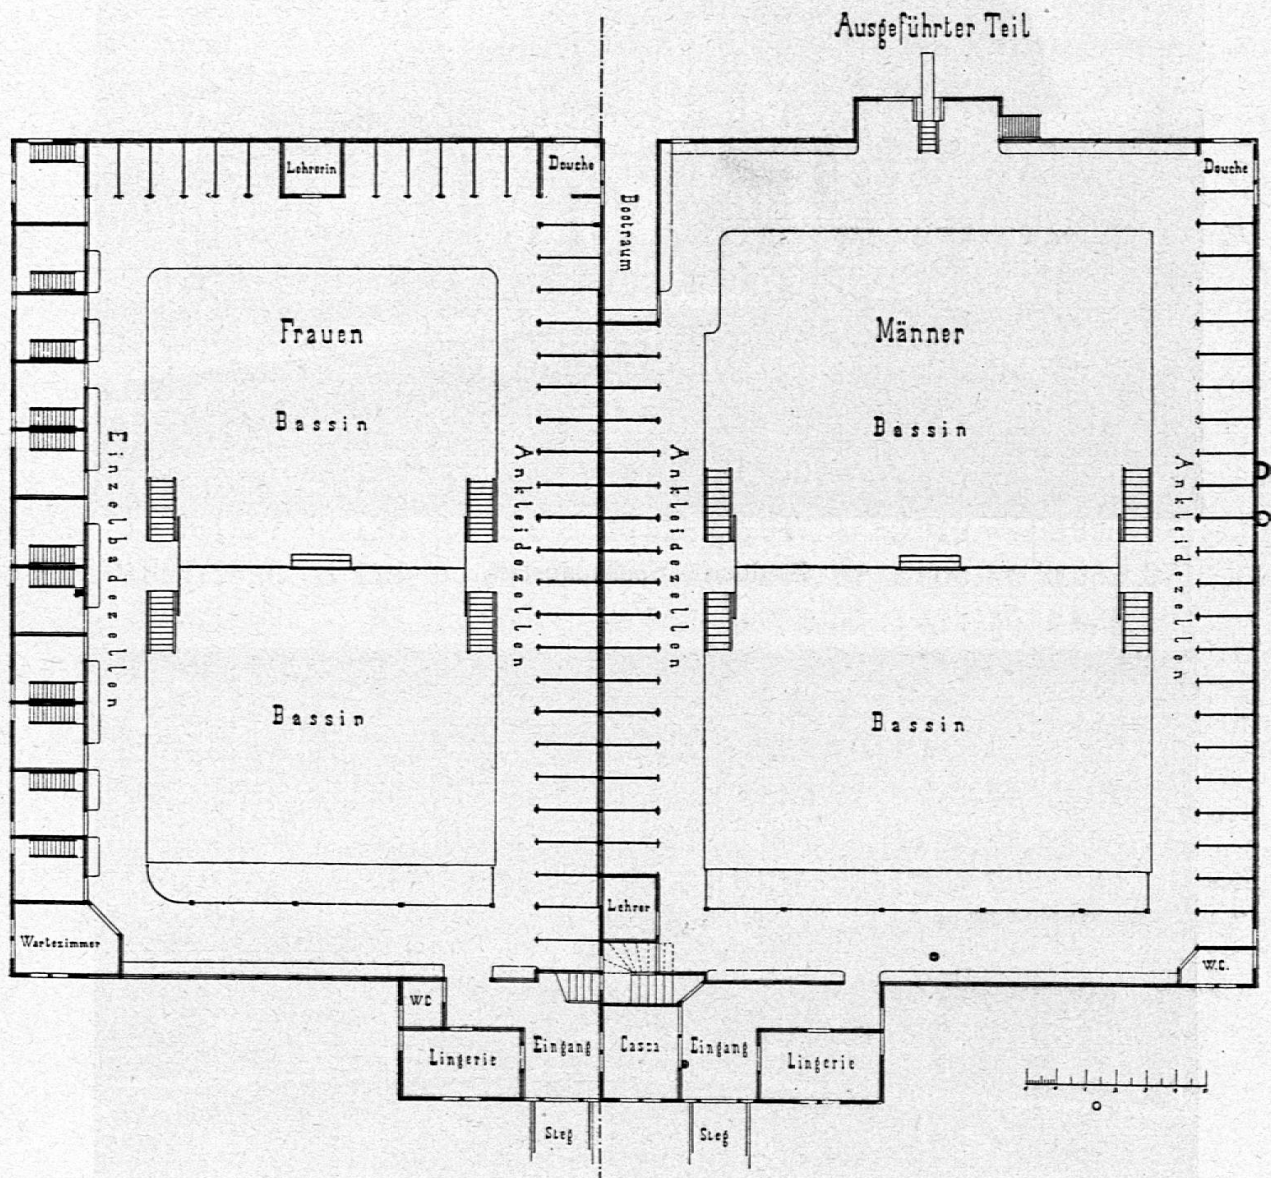 Ausgeführter Teil
Lehrerin
Douche
Bootraum
Douche
Frauen
Männer
Bassin
Bassin
Einzelbadezellen
Ankleidezellen
Ankleidezellen
Ankleidezellen
Bassin
Bassin
Lehrer
Wartezimmer
W.C.
WC
Lingerie
Eingang
Cassa
Eingang
Lingerie
Steg
Steg